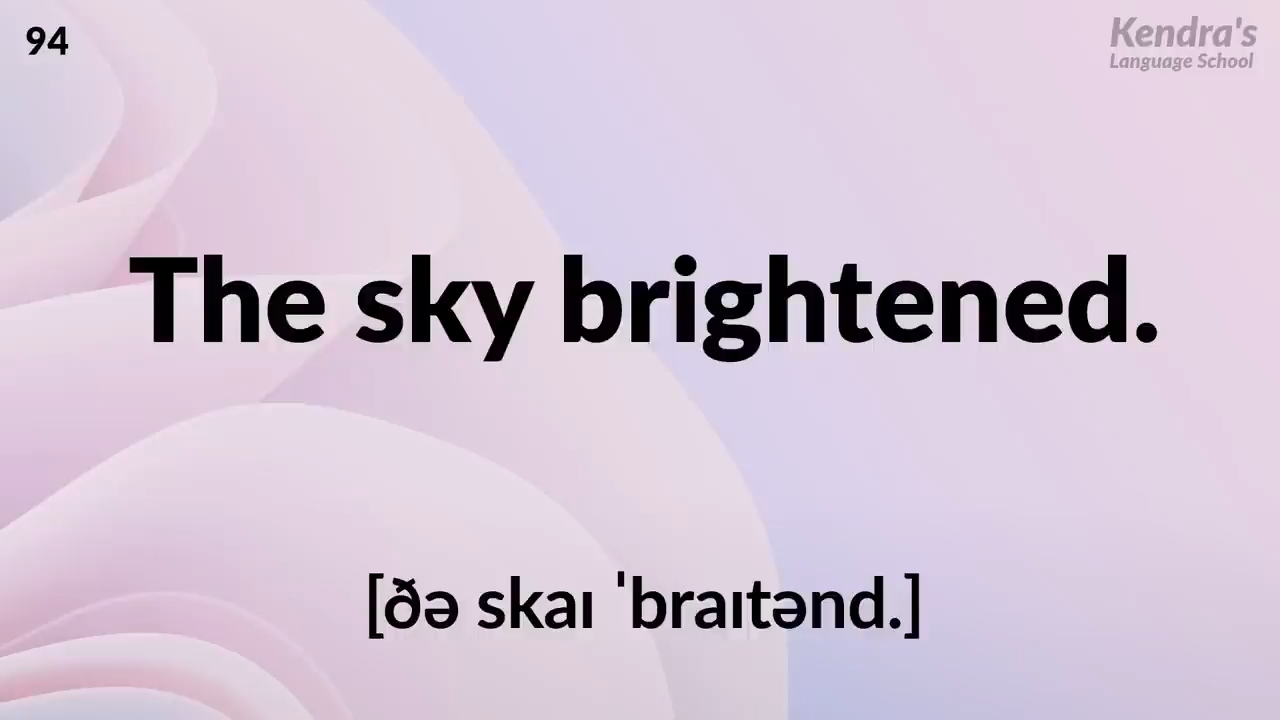 94
Kendra's
Language School
The sky brightened.
[ðə skaɪ ˈbraɪtənd.]